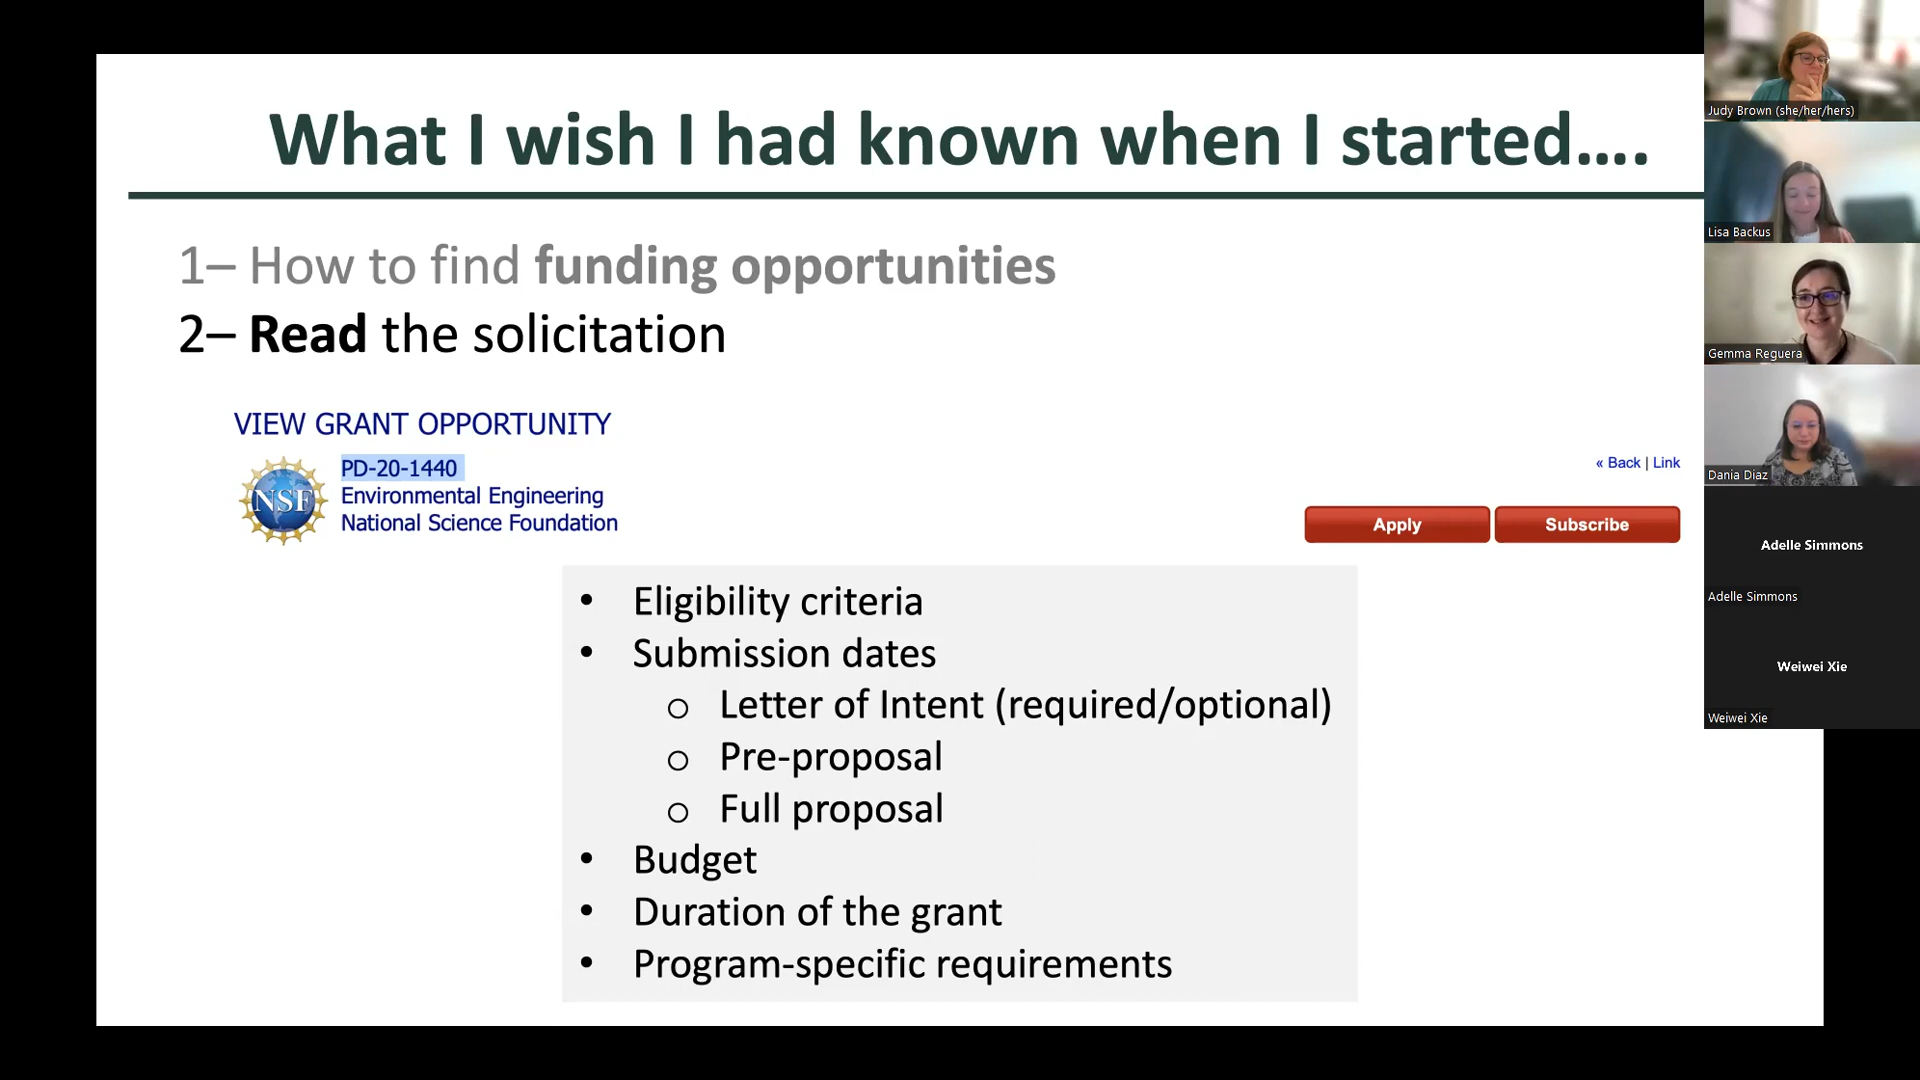 What I wish I had known when I started....
1– How to find funding opportunities
2– Read the solicitation
VIEW GRANT OPPORTUNITY
NSF
PD-20-1440
Environmental Engineering
National Science Foundation
« Back | Link
Apply
Subscribe
• Eligibility criteria
• Submission dates
o Letter of Intent (required/optional)
o Pre-proposal
o Full proposal
• Budget
• Duration of the grant
• Program-specific requirements
Judy Brown (she/her/hers)
Lisa Backus
Gemma Reguera
Dania Diaz
Adelle Simmons
Adelle Simmons
Weiwei Xie
Weiwei Xie